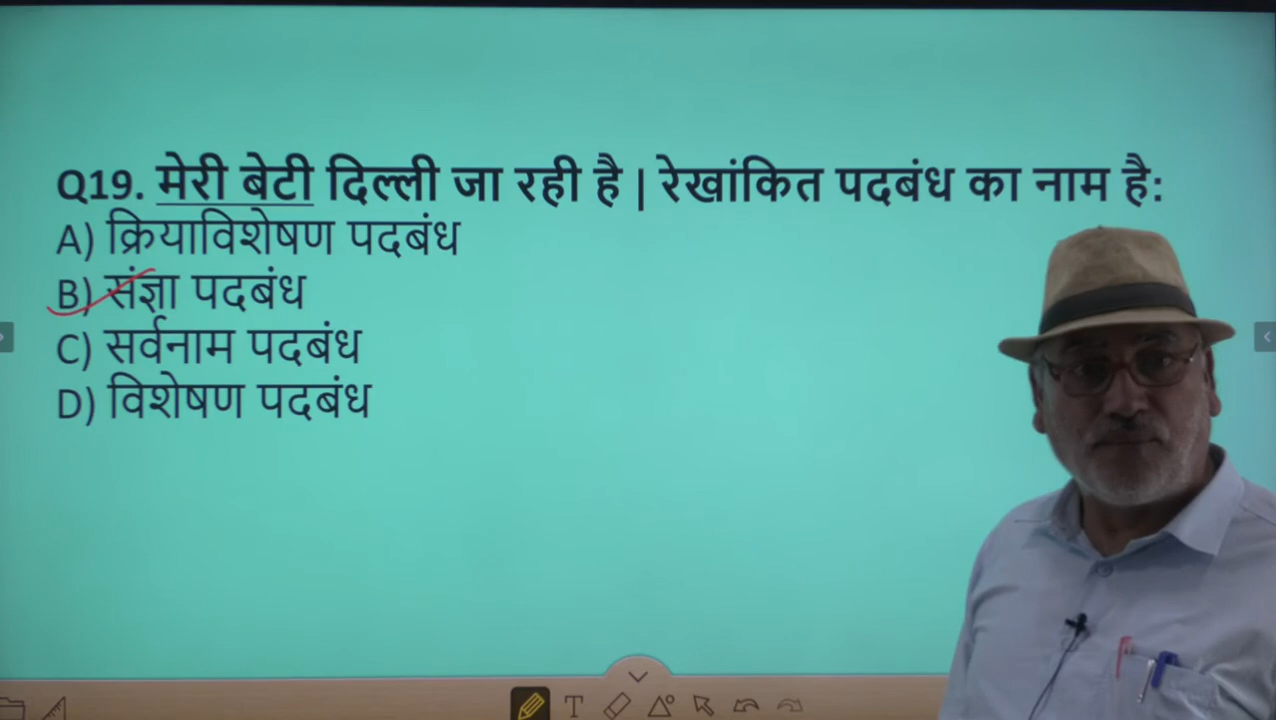 Q19. मेरी बेटी दिल्ली जा रही है | रेखांकित पदबंध का नाम है:
A) क्रियाविशेषण पदबंध
B) संज्ञा पदबंध
C) सर्वनाम पदबंध
D) विशेषण पदबंध
T